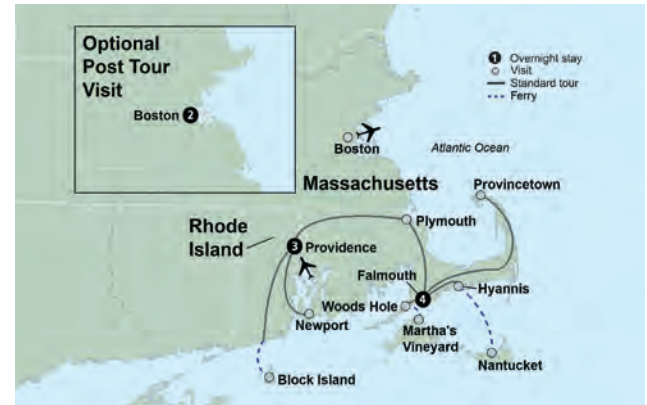 Optional
Post Tour
Visit
Boston 2
1 Overnight stay
Visit
Standard tour
Ferry
Boston
Atlantic Ocean
Massachusetts
Provincetown
Rhode
Island
Plymouth
3 Providence
Falmouth
4
Hyannis
Woods Hole
Newport
Martha's
Vineyard
Nantucket
Block Island